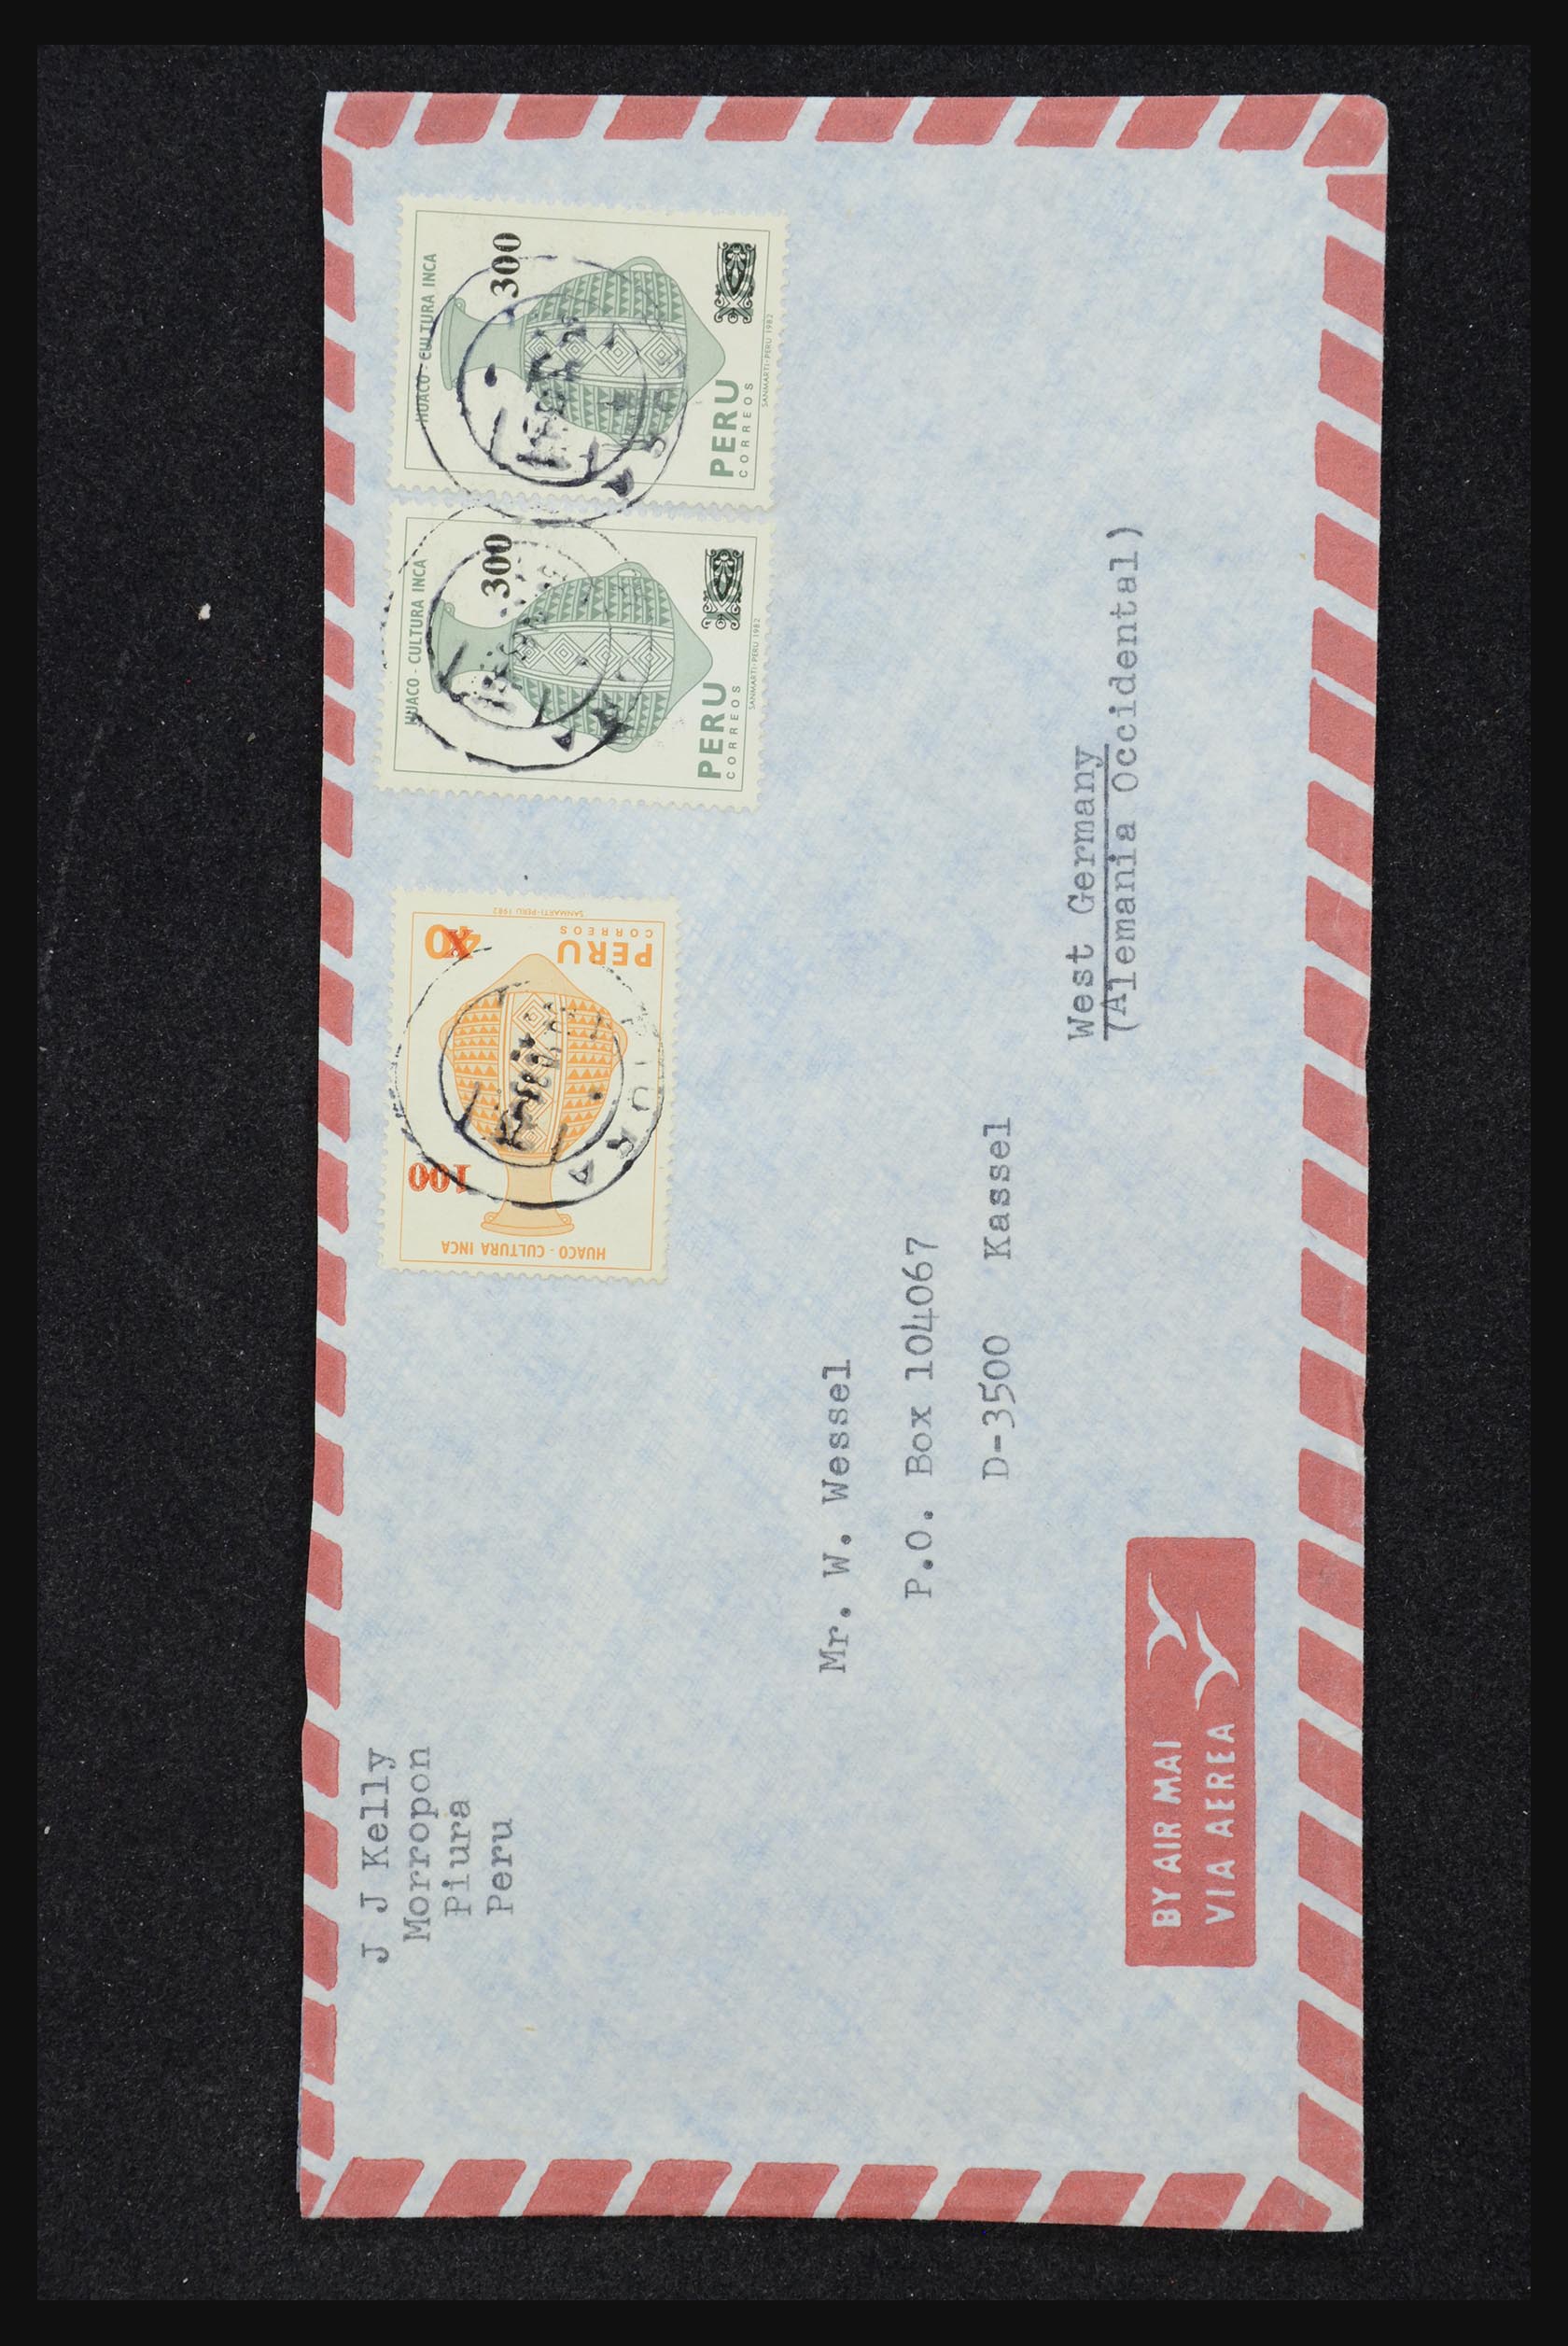 J J Kelly
Morropon
Piura
Peru
HUACO - CULTURA INCA
100
40
PERU
CORREOS
SANMARTI-PERU 1982
HUACO - CULTURA INCA
300
PERU
CORREOS
SANMARTI-PERU 1982
HUACO - CULTURA INCA
300
PERU
CORREOS
SANMARTI-PERU 1982
PIURA
Mr. W. Wessel
P.O. Box 104067
D-3500 Kassel
West Germany
(Alemania Occidental)
BY AIR MAI
VIA AEREA